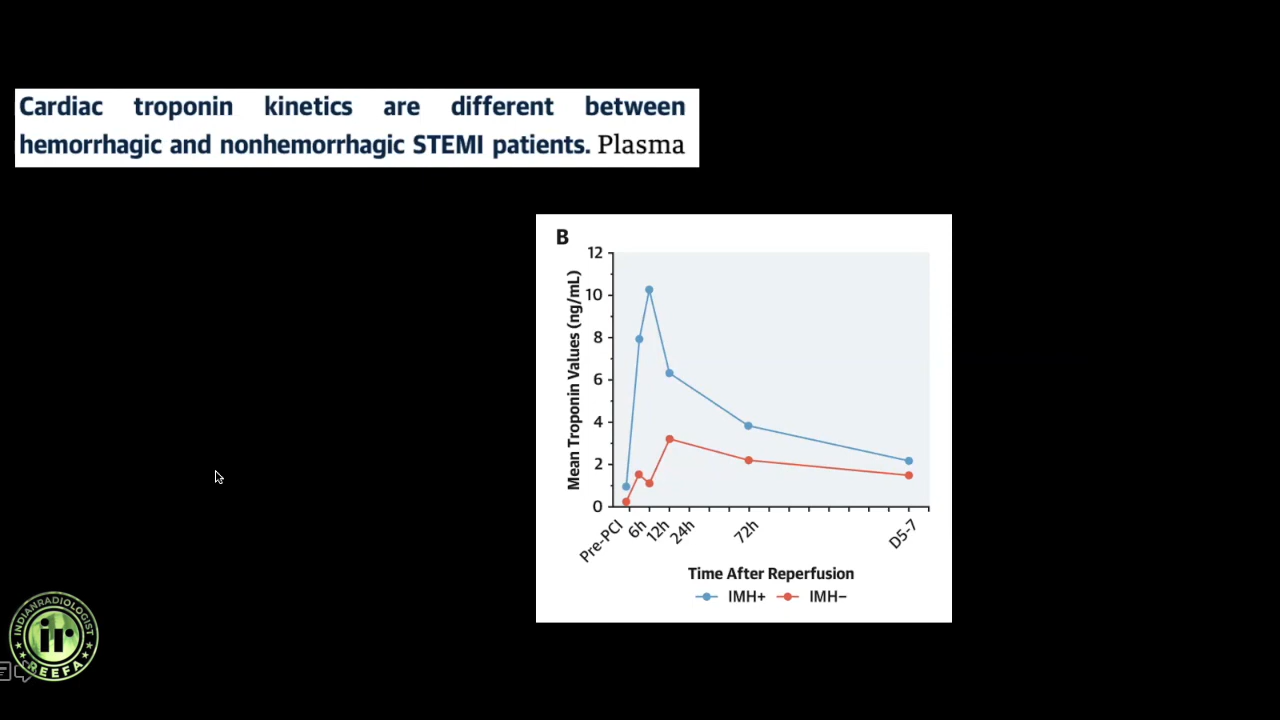 Cardiac troponin kinetics are different between
hemorrhagic and nonhemorrhagic STEMI patients. Plasma
B
Mean Troponin Values (ng/mL)
12
10
8
6
4
2
0
Pre-PCI 6h 12h 24h 72h D5-7
Time After Reperfusion
IMH+ IMH−
INDIANRADIOLOGIST
ir
REEFA